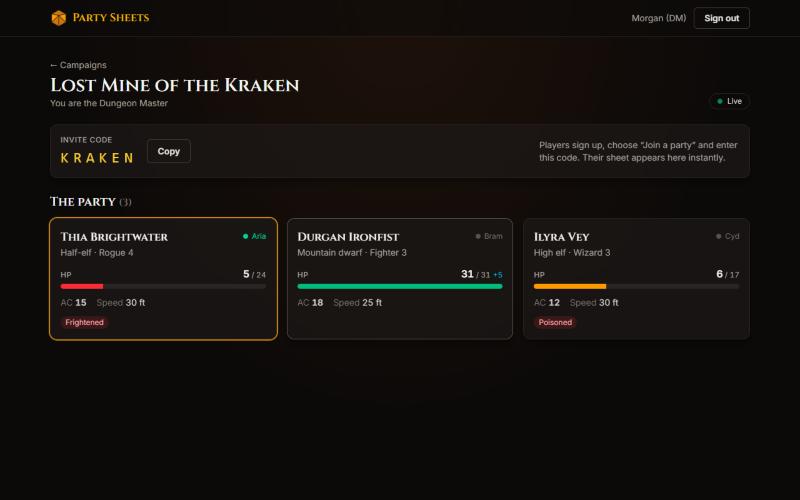 Party Sheets
Morgan (DM)
Sign out
← Campaigns
Lost Mine of the Kraken
You are the Dungeon Master
Live
INVITE CODE
KRAKEN
Copy
Players sign up, choose “Join a party” and enter
this code. Their sheet appears here instantly.
The party (3)
Thia Brightwater
Aria
Half-elf · Rogue 4
HP 5 / 24
AC 15 Speed 30 ft
Frightened
Durgan Ironfist
Bram
Mountain dwarf · Fighter 3
HP 31 / 31 +5
AC 18 Speed 25 ft
Ilyra Vey
Cyd
High elf · Wizard 3
HP 6 / 17
AC 12 Speed 30 ft
Poisoned